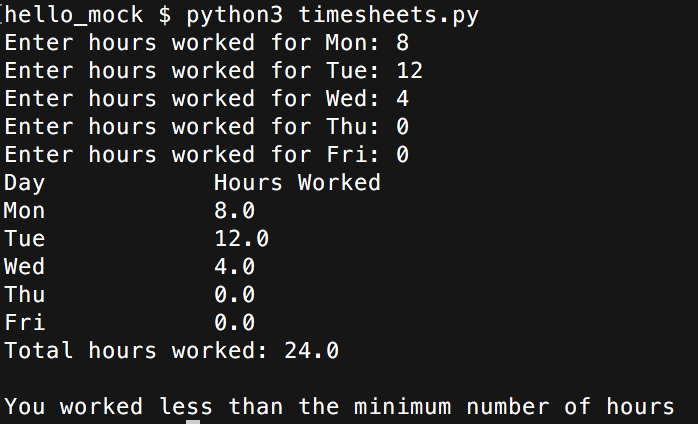 [hello_mock $ python3 timesheets.py
Enter hours worked for Mon: 8
Enter hours worked for Tue: 12
Enter hours worked for Wed: 4
Enter hours worked for Thu: 0
Enter hours worked for Fri: 0
Day            Hours Worked
Mon            8.0
Tue            12.0
Wed            4.0
Thu            0.0
Fri            0.0
Total hours worked: 24.0
You worked less than the minimum number of hours